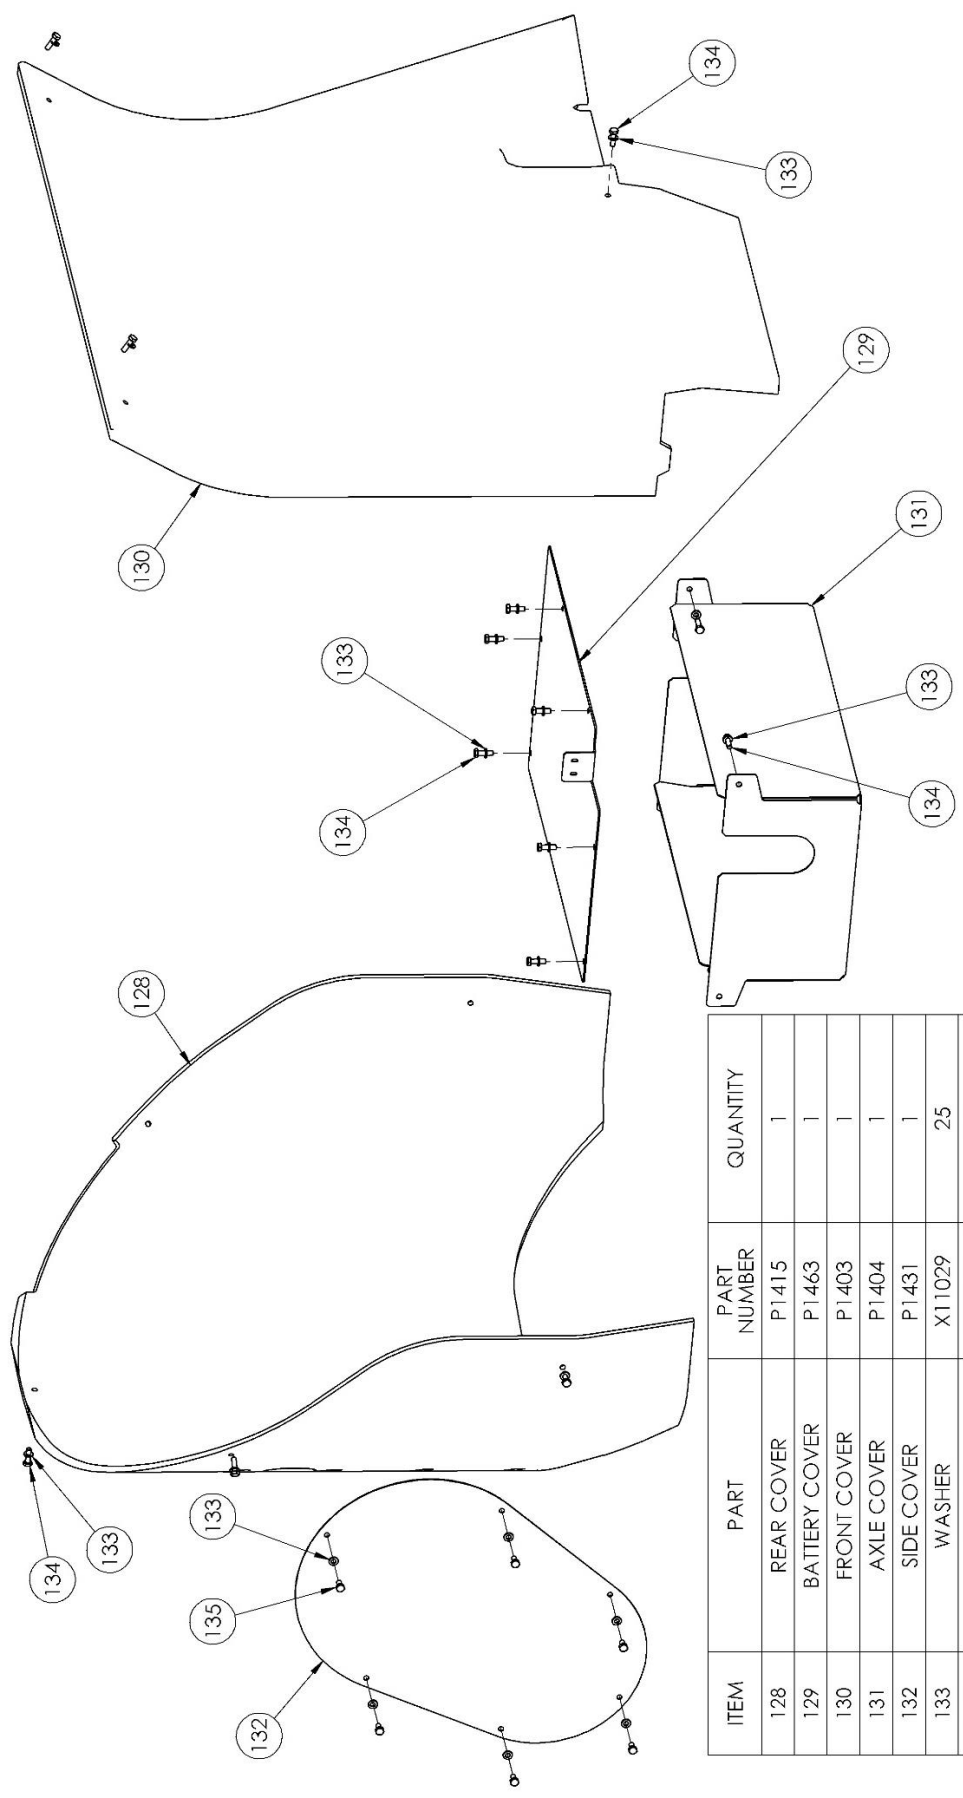 134
133
132
135
133
128
134
133
130
129
134
133
131
133
134
ITEM PART PART NUMBER QUANTITY
128 REAR COVER P1415 1
129 BATTERY COVER P1463 1
130 FRONT COVER P1403 1
131 AXLE COVER P1404 1
132 SIDE COVER P1431 1
133 WASHER X11029 25